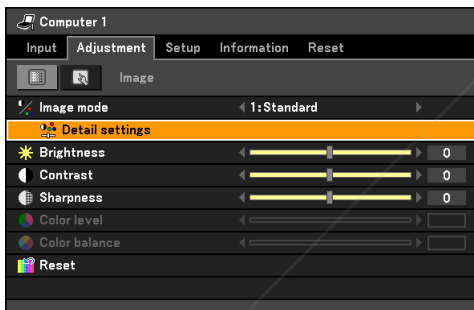 Computer 1
Input Adjustment Setup Information Reset
Image
Image mode 1:Standard
Detail settings
Brightness 0
Contrast 0
Sharpness 0
Color level
Color balance
Reset